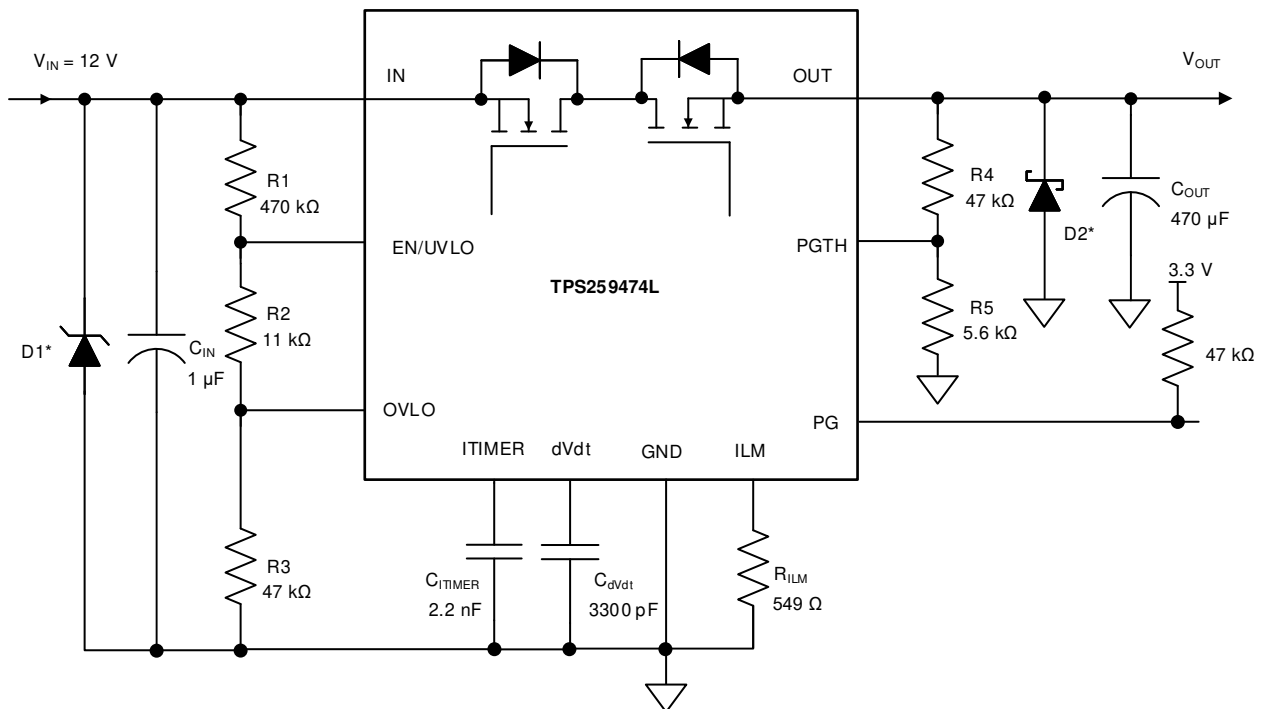 V_IN = 12 V
IN
OUT
V_OUT
R1
470 kΩ
R4
47 kΩ
C_OUT
470 µF
D2*
EN/UVLO
PGTH
3.3 V
TPS259474L
R2
11 kΩ
R5
5.6 kΩ
D1*
C_IN
1 µF
47 kΩ
OVLO
PG
ITIMER
dVdt
GND
ILM
R3
47 kΩ
C_ITIMER
2.2 nF
C_dVdt
3300 pF
R_ILM
549 Ω